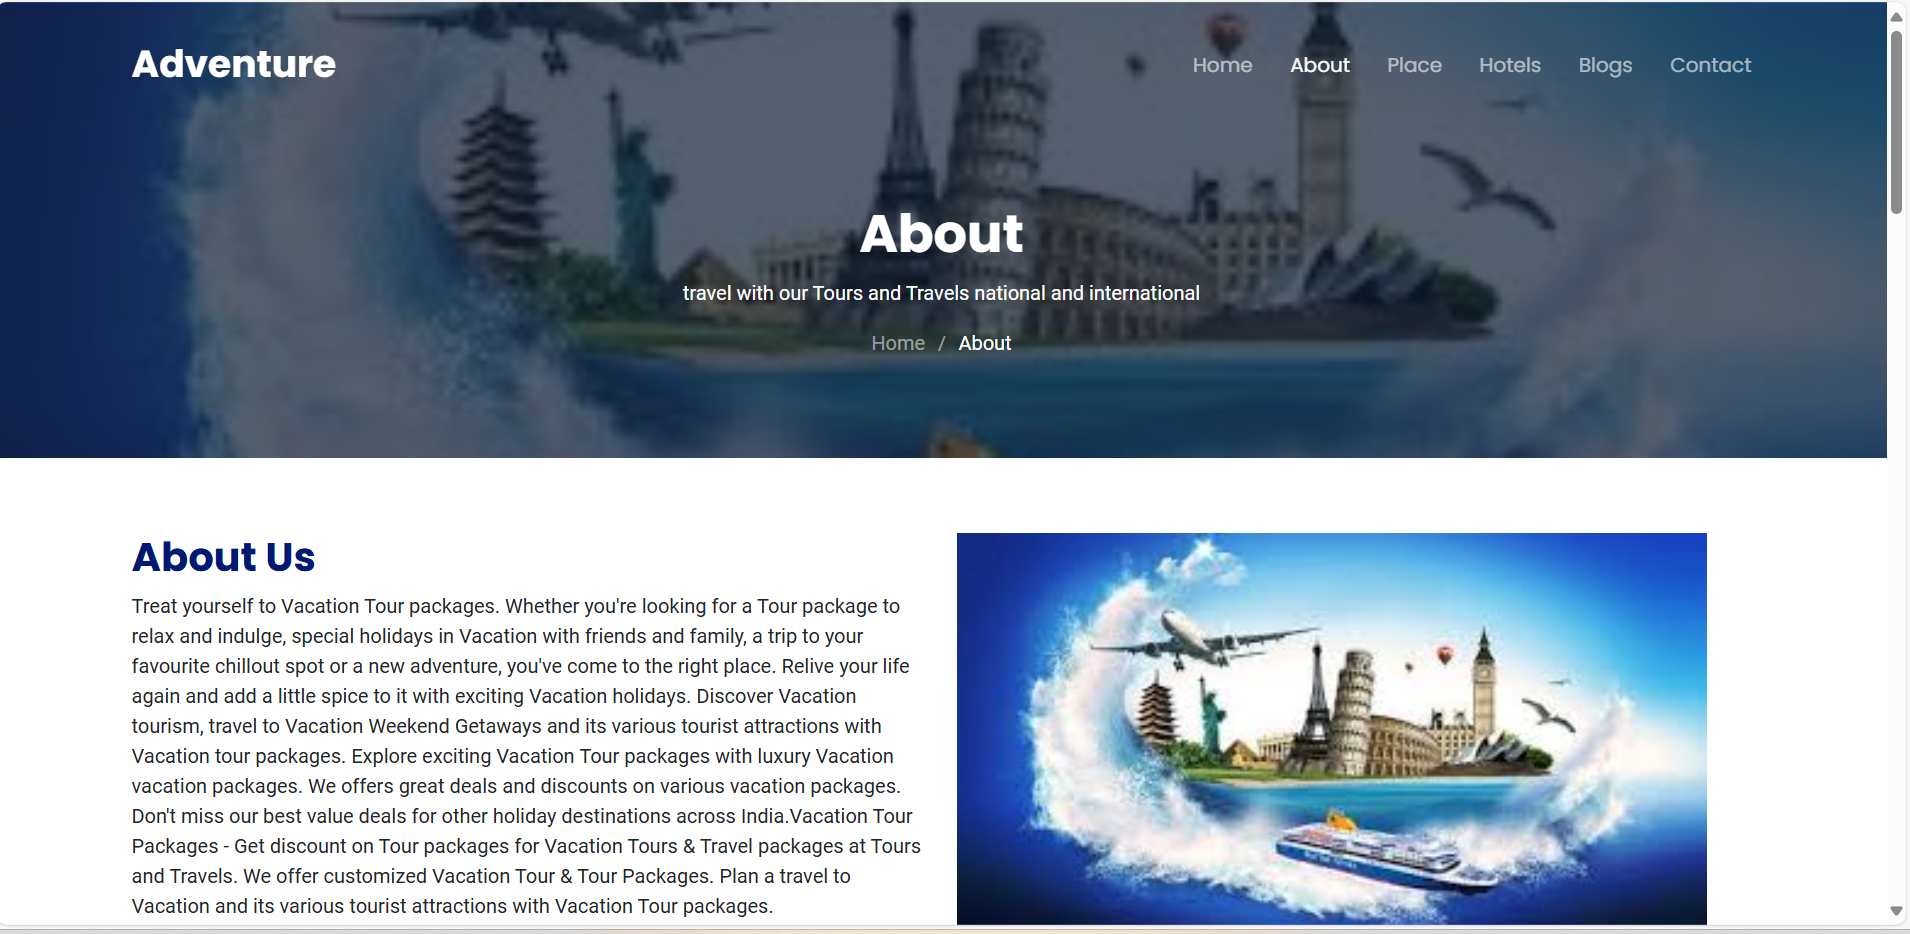 Adventure
Home About Place Hotels Blogs Contact
About
travel with our Tours and Travels national and international
Home / About
About Us
Treat yourself to Vacation Tour packages. Whether you're looking for a Tour package to
relax and indulge, special holidays in Vacation with friends and family, a trip to your
favourite chillout spot or a new adventure, you've come to the right place. Relive your life
again and add a little spice to it with exciting Vacation holidays. Discover Vacation
tourism, travel to Vacation Weekend Getaways and its various tourist attractions with
Vacation tour packages. Explore exciting Vacation Tour packages with luxury Vacation
vacation packages. We offers great deals and discounts on various vacation packages.
Don't miss our best value deals for other holiday destinations across India.Vacation Tour
Packages - Get discount on Tour packages for Vacation Tours & Travel packages at Tours
and Travels. We offer customized Vacation Tour & Tour Packages. Plan a travel to
Vacation and its various tourist attractions with Vacation Tour packages.